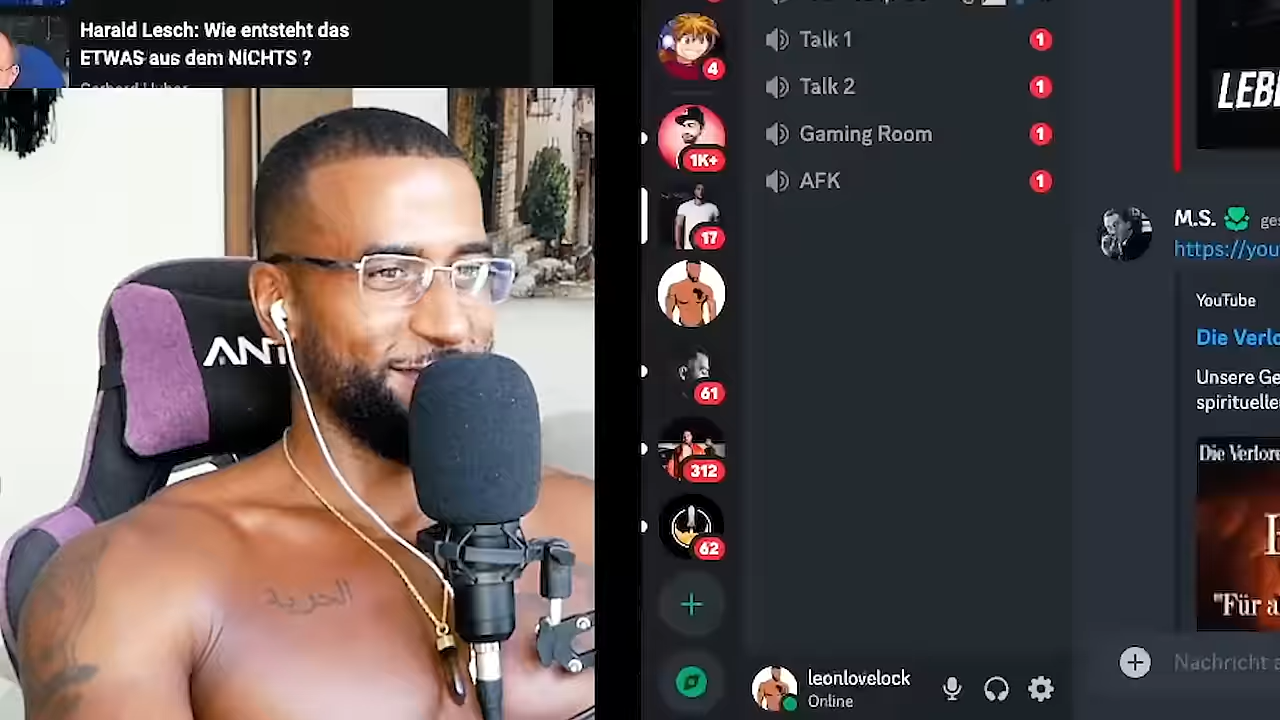 Harald Lesch: Wie entsteht das
ETWAS aus dem NICHTS ?
ANT
الحرية
4
1K+
17
61
312
62
Talk 1
1
Talk 2
1
Gaming Room
1
AFK
1
leonlovelock
Online
LEBE
M.S.
ges
https://you
YouTube
Die Verlo
Unsere Ge
spirituelle
Die Verlore
"Für a
Nachricht a